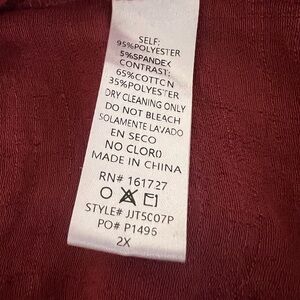 SELF:
95%POLYESTER
5%SPANDEX
CONTRAST:
65%COTTON
35%POLYESTER
DRY CLEANING ONLY
DO NOT BLEACH
SOLAMENTE LAVADO
EN SECO
NO CLORO
MADE IN CHINA
RN# 161727
STYLE# JJT5C07P
PO# P1496
2X